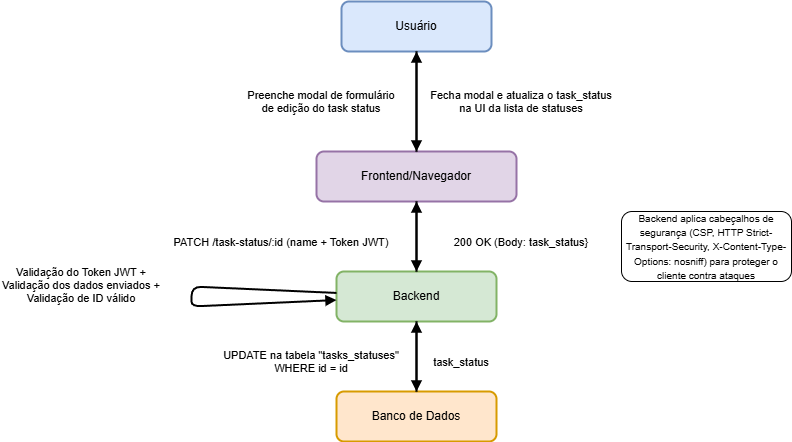 Usuário
Preenche modal de formulário
de edição do task status
Fecha modal e atualiza o task_status
na UI da lista de statuses
Frontend/Navegador
PATCH /task-status/:id (name + Token JWT)
200 OK (Body: task_status}
Backend aplica cabeçalhos de
segurança (CSP, HTTP Strict-
Transport-Security, X-Content-Type-
Options: nosniff) para proteger o
cliente contra ataques
Validação do Token JWT +
Validação dos dados enviados +
Validação de ID válido
Backend
UPDATE na tabela "tasks_statuses"
WHERE id = id
task_status
Banco de Dados